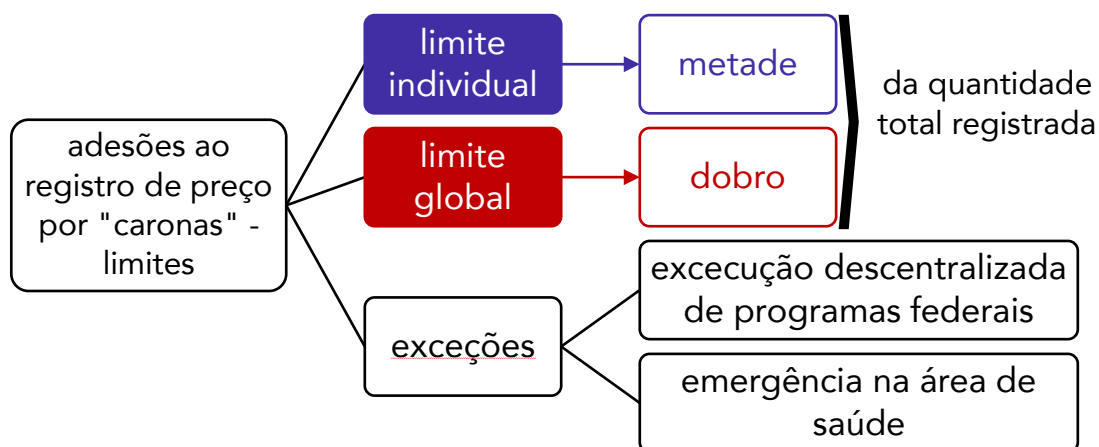 adesões ao
registro de preço
por "caronas" -
limites
limite
individual
metade
limite
global
dobro
da quantidade
total registrada
exceções
excecução descentralizada
de programas federais
emergência na área de
saúde